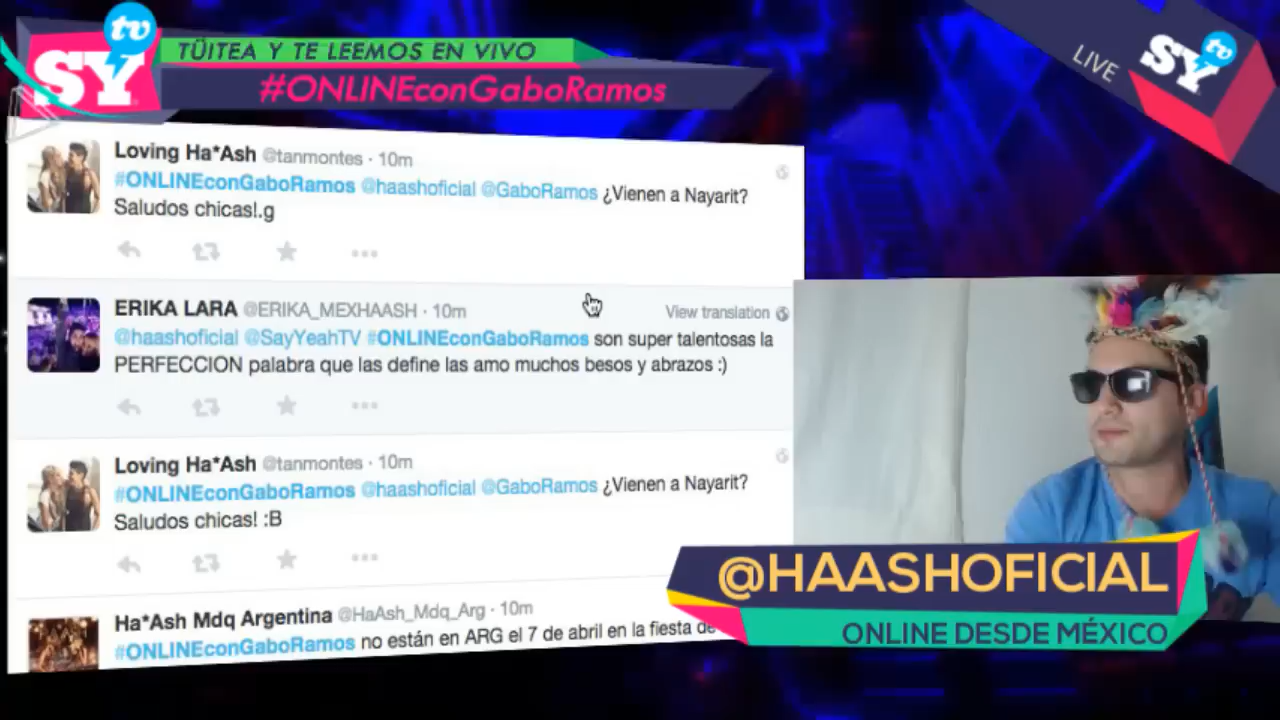 tv
SY
TÜITEA Y TE LEEMOS EN VIVO
#ONLINEconGaboRamos
LIVE
SY tv
Loving Ha*Ash @tanmontes · 10m
#ONLINEconGaboRamos @haashoficial @GaboRamos ¿Vienen a Nayarit?
Saludos chicas!.g
ERIKA LARA @ERIKA_MEXHAASH · 10m
View translation
@haashoficial @SayYeahTV #ONLINEconGaboRamos son super talentosas la
PERFECCION palabra que las define las amo muchos besos y abrazos :)
Loving Ha*Ash @tanmontes · 10m
#ONLINEconGaboRamos @haashoficial @GaboRamos ¿Vienen a Nayarit?
Saludos chicas! :B
Ha*Ash Mdq Argentina @HaAsh_Mdq_Arg · 10m
#ONLINEconGaboRamos no están en ARG el 7 de abril en la fiesta de
@HAASHOFICIAL
ONLINE DESDE MÉXICO